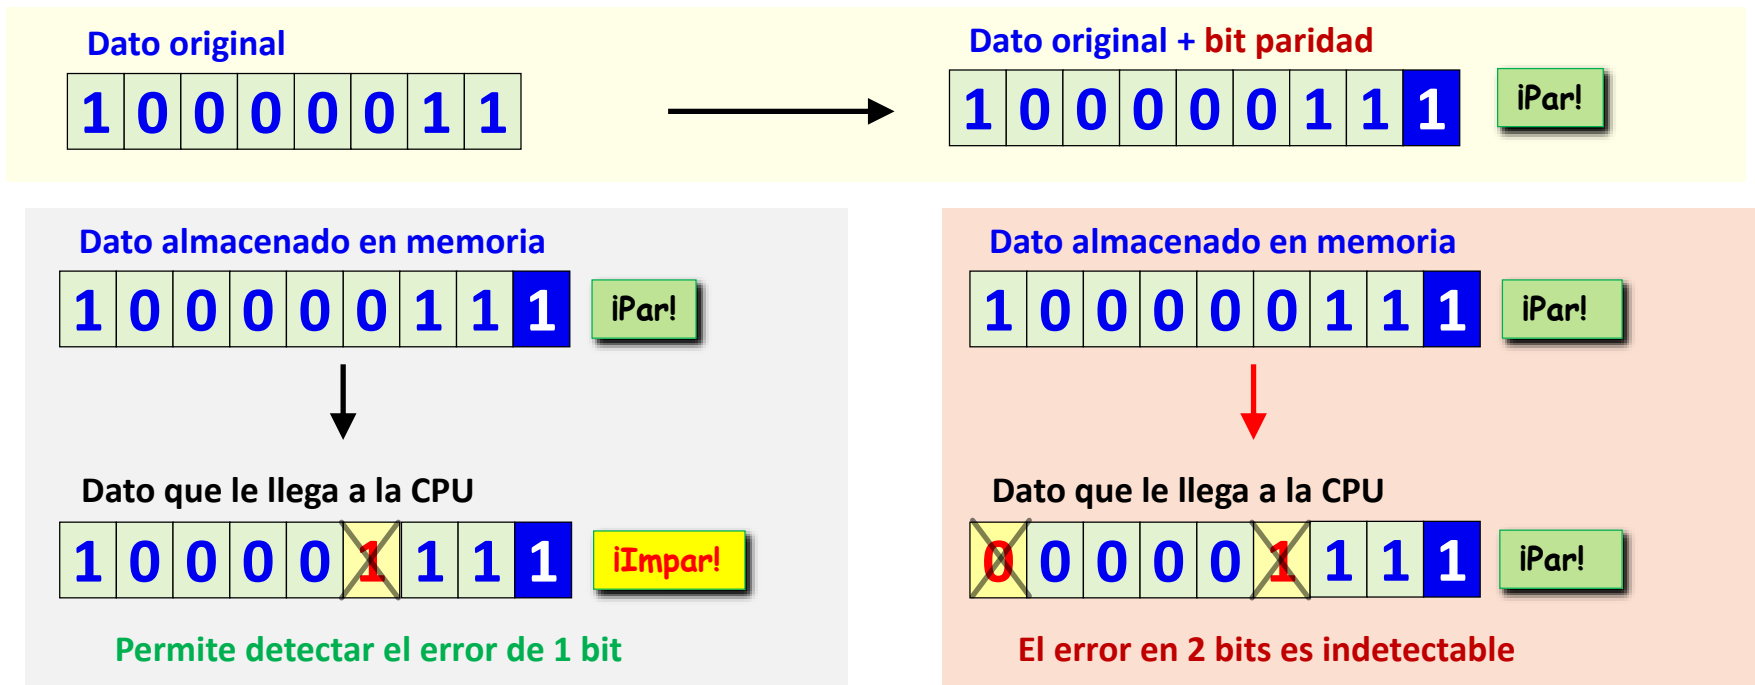 Dato original
1 0 0 0 0 0 1 1
Dato original + bit paridad
1 0 0 0 0 0 1 1 1
¡Par!
Dato almacenado en memoria
1 0 0 0 0 0 1 1 1
¡Par!
Dato que le llega a la CPU
1 0 0 0 0 1 1 1 1
¡Impar!
Permite detectar el error de 1 bit
Dato almacenado en memoria
1 0 0 0 0 0 1 1 1
¡Par!
Dato que le llega a la CPU
0 0 0 0 0 1 1 1 1
¡Par!
El error en 2 bits es indetectable